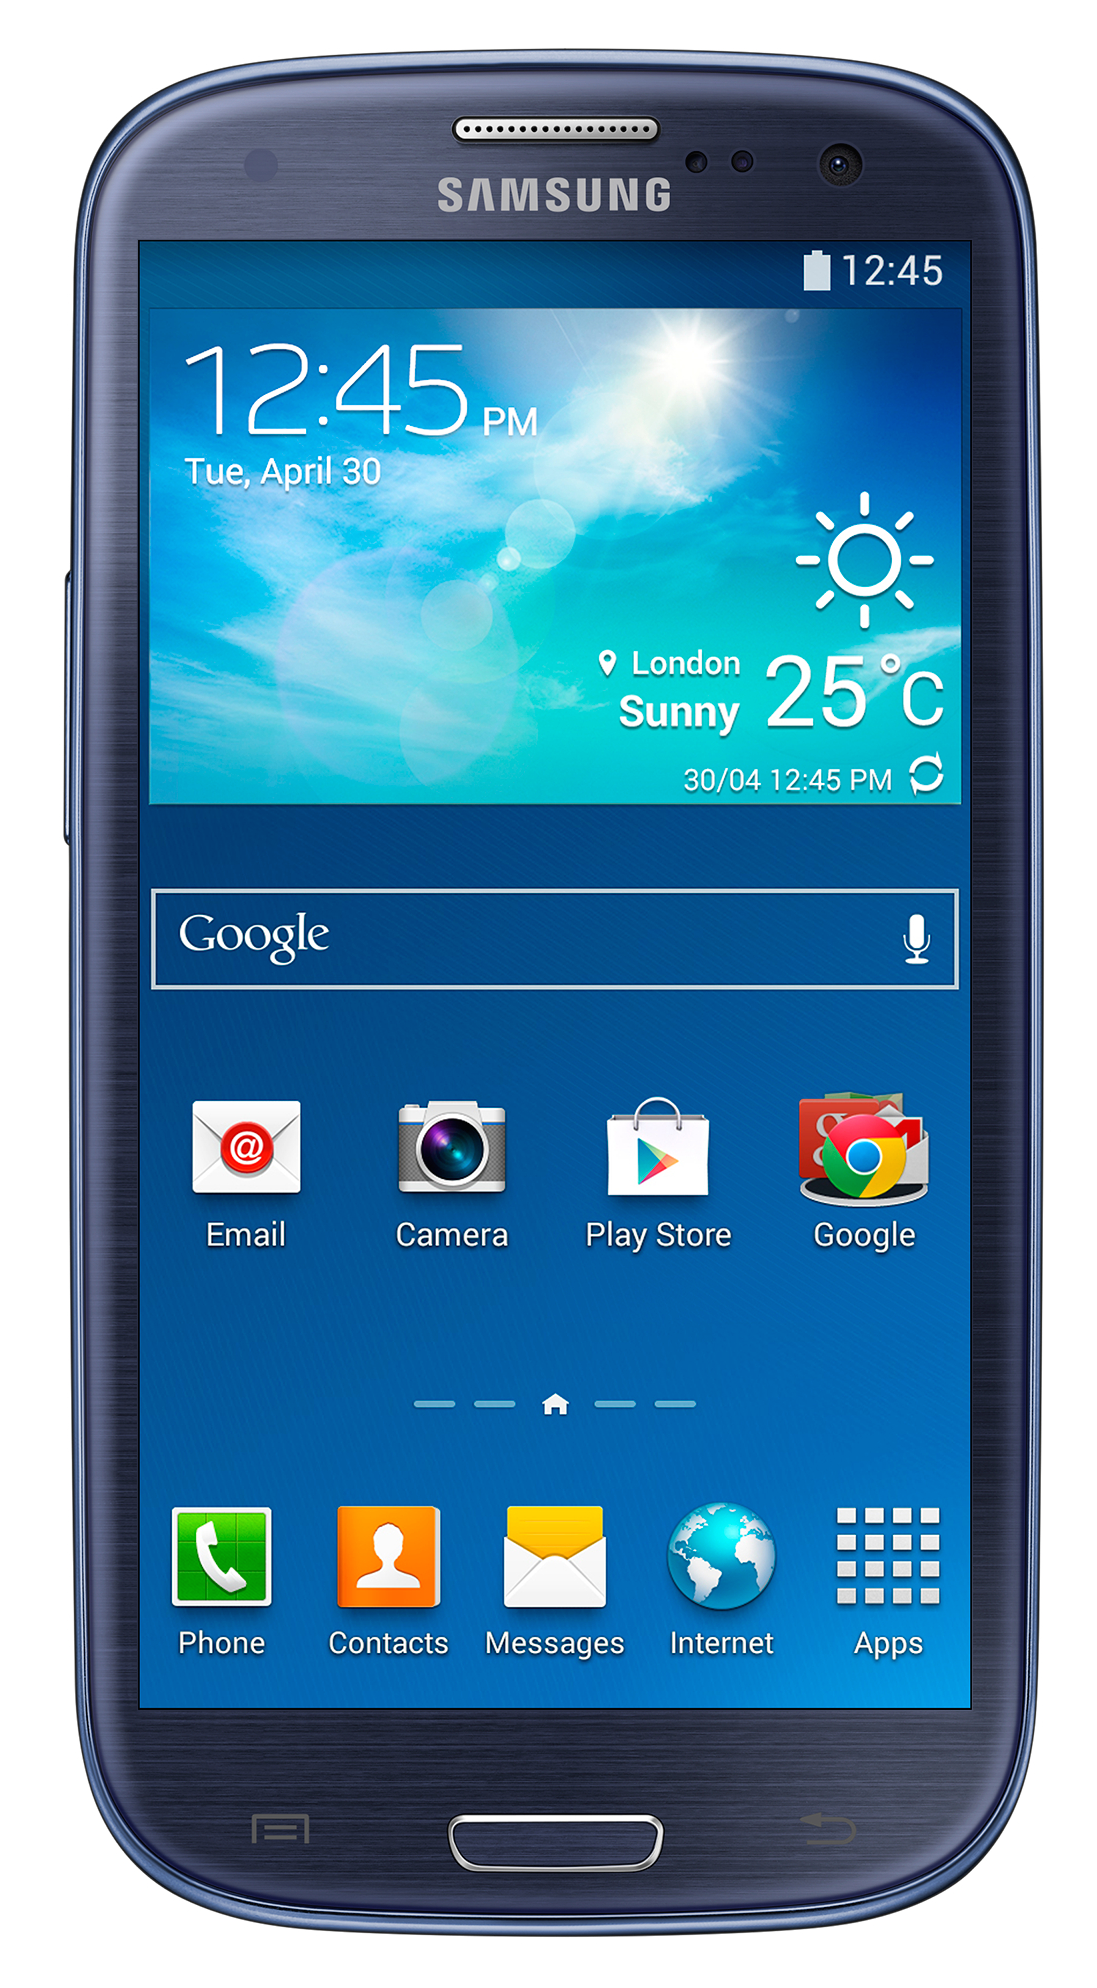 SAMSUNG
12:45
12:45 PM
Tue, April 30
London
Sunny 25°C
30/04 12:45 PM
Google
@
Email Camera Play Store Google
Phone Contacts Messages Internet Apps